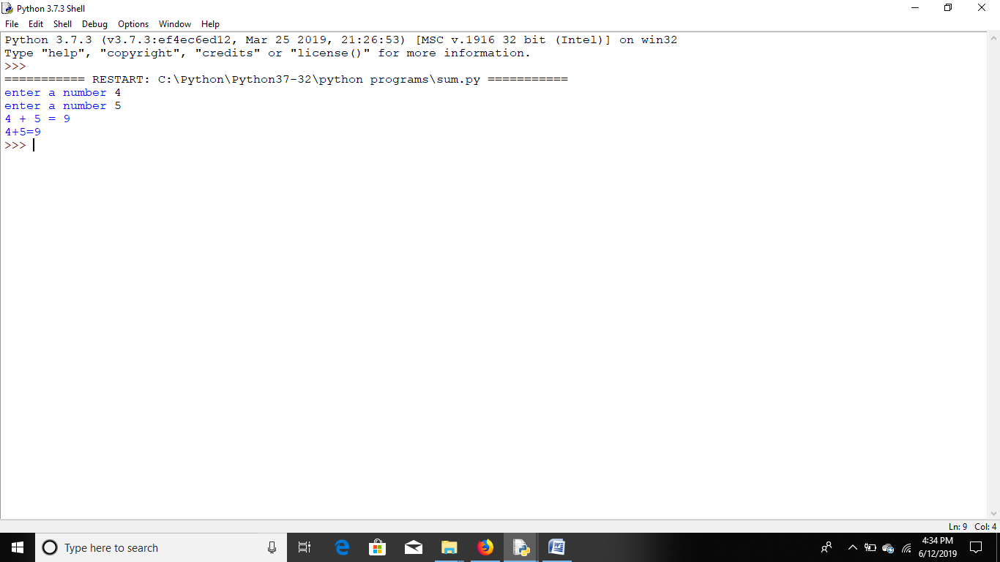 Python 3.7.3 Shell
File Edit Shell Debug Options Window Help
Python 3.7.3 (v3.7.3:ef4ec6ed12, Mar 25 2019, 21:26:53) [MSC v.1916 32 bit (Intel)] on win32
Type "help", "copyright", "credits" or "license()" for more information.
>>>
=========== RESTART: C:\Python\Python37-32\python programs\sum.py ===========
enter a number 4
enter a number 5
4 + 5 = 9
4+5=9
>>>
Ln: 9 Col: 4
Type here to search
4:34 PM
6/12/2019